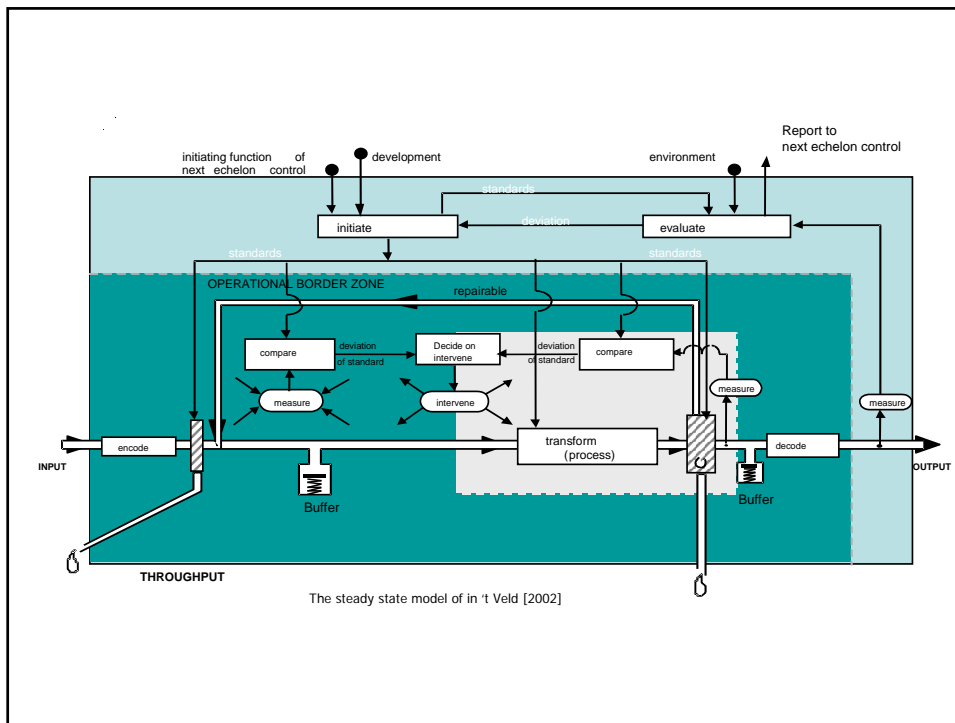 Report to
next echelon control
initiating function of
next echelon control
development
environment
standards
initiate
deviation
evaluate
standards
standards
OPERATIONAL BORDER ZONE
repairable
compare
deviation
of standard
Decide on
intervene
deviation
of standard
compare
measure
intervene
measure
measure
INPUT
encode
transform
(process)
decode
OUTPUT
Buffer
Buffer
THROUGHPUT
The steady state model of in ‘t Veld [2002]